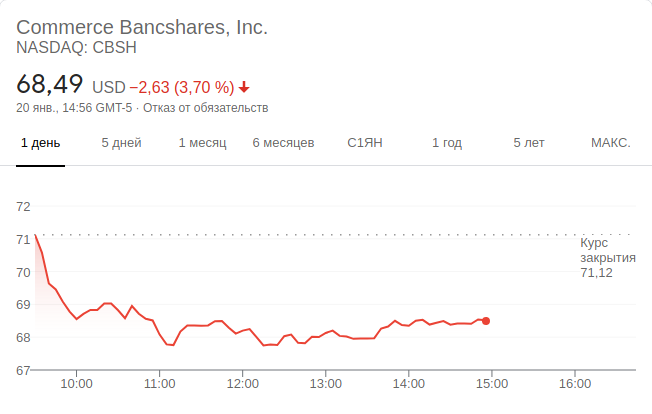 Commerce Bancshares, Inc.
NASDAQ: CBSH
68,49 USD −2,63 (3,70 %)
20 янв., 14:56 GMT-5 · Отказ от обязательств
1 день 5 дней 1 месяц 6 месяцев С1ЯН 1 год 5 лет МАКС.
72
71
70
69
68
67
Курс
закрытия
71,12
10:00 11:00 12:00 13:00 14:00 15:00 16:00